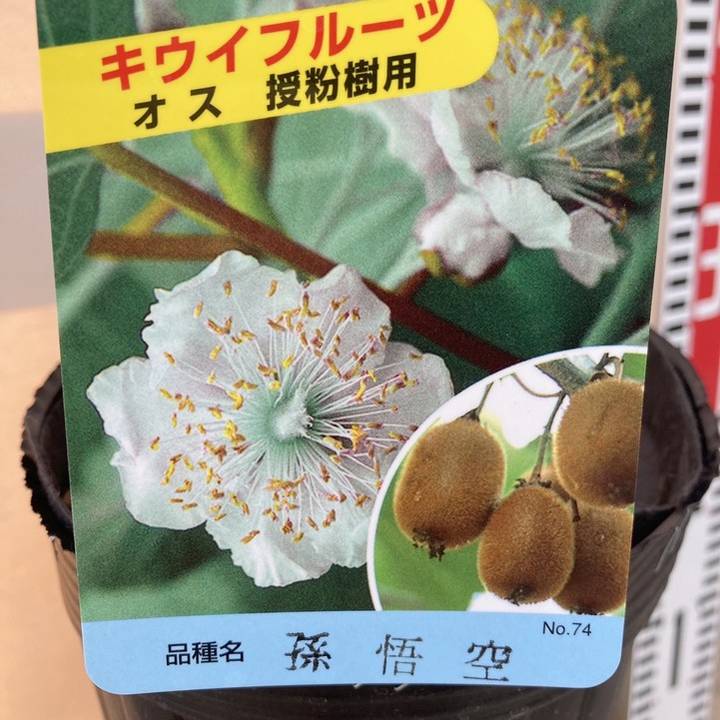 キウイフルーツ
オス 授粉樹用
No.74
品種名 孫悟空